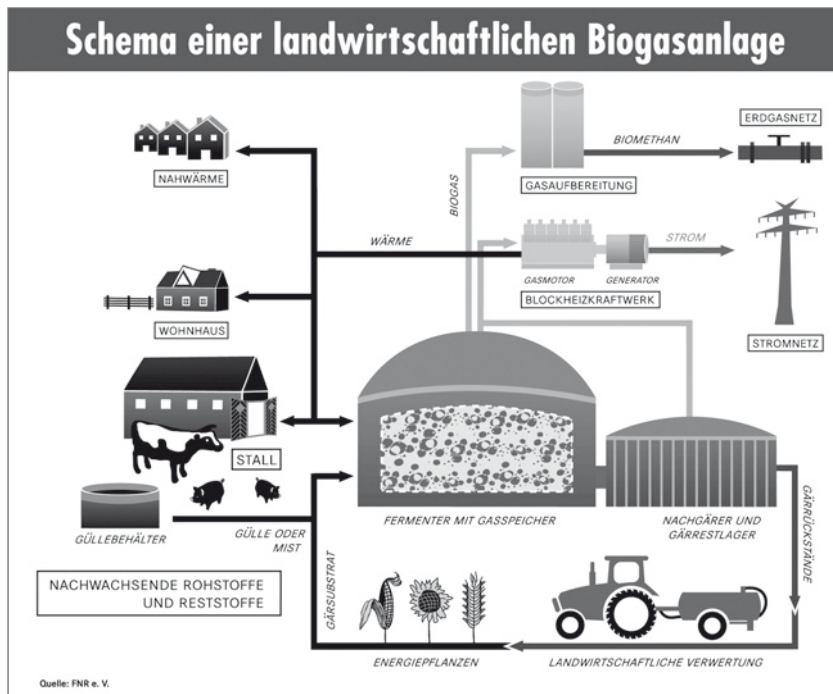 Schema einer landwirtschaftlichen Biogasanlage
ERDGASNETZ
BIOMETHAN
NAHWÄRME
GASAUFBEREITUNG
BIOGAS
WÄRME
STROM
GASMOTOR
GENERATOR
BLOCKHEIZKRAFTWERK
WOHNHAUS
STROMNETZ
STALL
GÜLLEBEHÄLTER
GÜLLE ODER
MIST
FERMENTER MIT GASSPEICHER
NACHGÄRER UND
GÄRRESTLAGER
GÄRRÜCKSTÄNDE
NACHWACHSENDE ROHSTOFFE
UND RESTSTOFFE
GÄRSUBSTRAT
ENERGIEPFLANZEN
LANDWIRTSCHAFTLICHE VERWERTUNG
Quelle: FNR e. V.